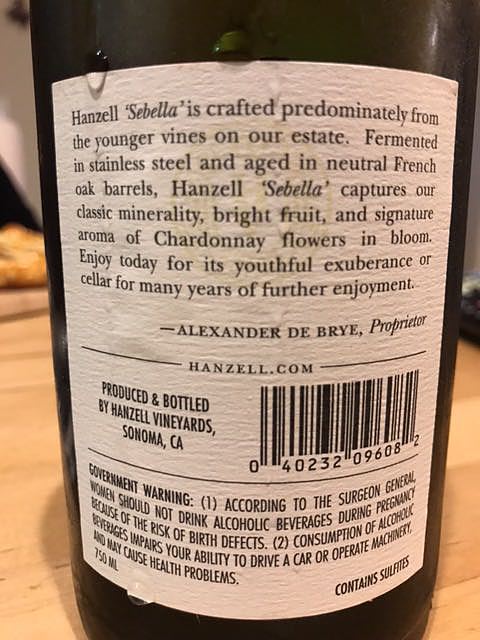 Hanzell 'Sebella' is crafted predominately from
the younger vines on our estate. Fermented
in stainless steel and aged in neutral French
oak barrels, Hanzell 'Sebella' captures our
classic minerality, bright fruit, and signature
aroma of Chardonnay flowers in bloom.
Enjoy today for its youthful exuberance or
cellar for many years of further enjoyment.
—ALEXANDER DE BRYE, Proprietor
HANZELL.COM
PRODUCED & BOTTLED
BY HANZELL VINEYARDS,
SONOMA, CA
0 40232 09608 2
GOVERNMENT WARNING: (1) ACCORDING TO THE SURGEON GENERAL,
WOMEN SHOULD NOT DRINK ALCOHOLIC BEVERAGES DURING PREGNANCY
BECAUSE OF THE RISK OF BIRTH DEFECTS. (2) CONSUMPTION OF ALCOHOLIC
BEVERAGES IMPAIRS YOUR ABILITY TO DRIVE A CAR OR OPERATE MACHINERY,
AND MAY CAUSE HEALTH PROBLEMS.
750 ML
CONTAINS SULFITES